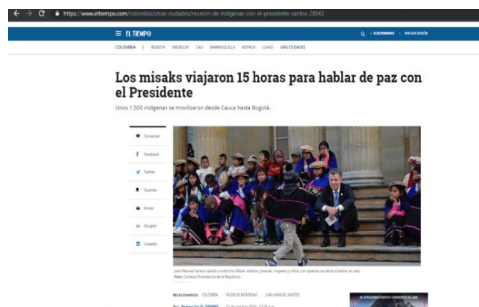 https://www.eltiempo.com/colombia/otras-ciudades/reunion-de-indigenas-con-el-presidente-santos-28043
EL TIEMPO
COLOMBIA | BOGOTÁ MEDELLÍN CALI BARRANQUILLA BOYACÁ LLANO MÁS CIUDADES
Los misaks viajaron 15 horas para hablar de paz con
el Presidente
Unos 1.500 indígenas se movilizaron desde Cauca hasta Bogotá.
Comentar
Facebook
Twitter
Guardar
Enviar
Google+
LinkedIn
RELACIONADOS: COLOMBIA PUEBLOS INDÍGENAS JUAN MANUEL SANTOS